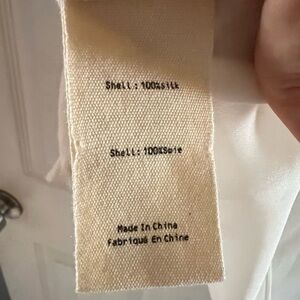 Shell: 100%silk
Shell: 100%Soie
Made In China
Fabriqué En Chine